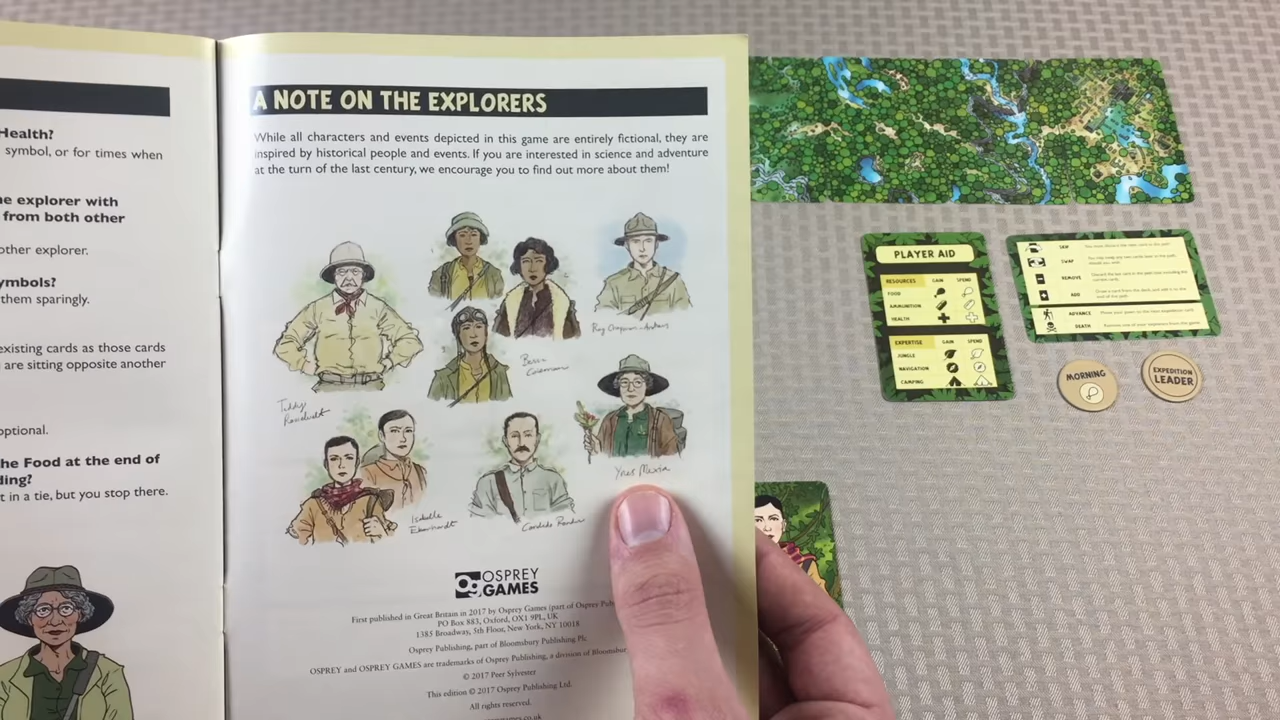 Health?
symbol, or for times when
e explorer with
from both other
other explorer.
ymbols?
them sparingly.
existing cards as those cards
are sitting opposite another
optional.
he Food at the end of
ding?
t in a tie, but you stop there.
A NOTE ON THE EXPLORERS
While all characters and events depicted in this game are entirely fictional, they are
inspired by historical people and events. If you are interested in science and adventure
at the turn of the last century, we encourage you to find out more about them!
Roy Chapman-Andrews
Bessie
Coleman
Teddy
Roosevelt
Ynes Mexia
Isabelle
Eberhardt
Candido Rondon
OG OSPREY
GAMES
First published in Great Britain in 2017 by Osprey Games (part of Osprey
PO Box 883, Oxford, OX1 9PL, UK
1385 Broadway, 5th Floor, New York, NY 10018
Osprey Publishing, part of Bloomsbury Publishing Plc
OSPREY and OSPREY GAMES are trademarks of Osprey Publishing, a division of
© 2017 Peer Sylvester
This edition © 2017 Osprey Publishing Ltd.
All rights reserved.
PLAYER AID
RESOURCES GAIN SPEND
FOOD
AMMUNITION
HEALTH
EXPERTISE GAIN SPEND
JUNGLE
NAVIGATION
CAMPING
SKIP
SWAP
REMOVE
ADD
ADVANCE
DEATH
MORNING
EXPEDITION
LEADER